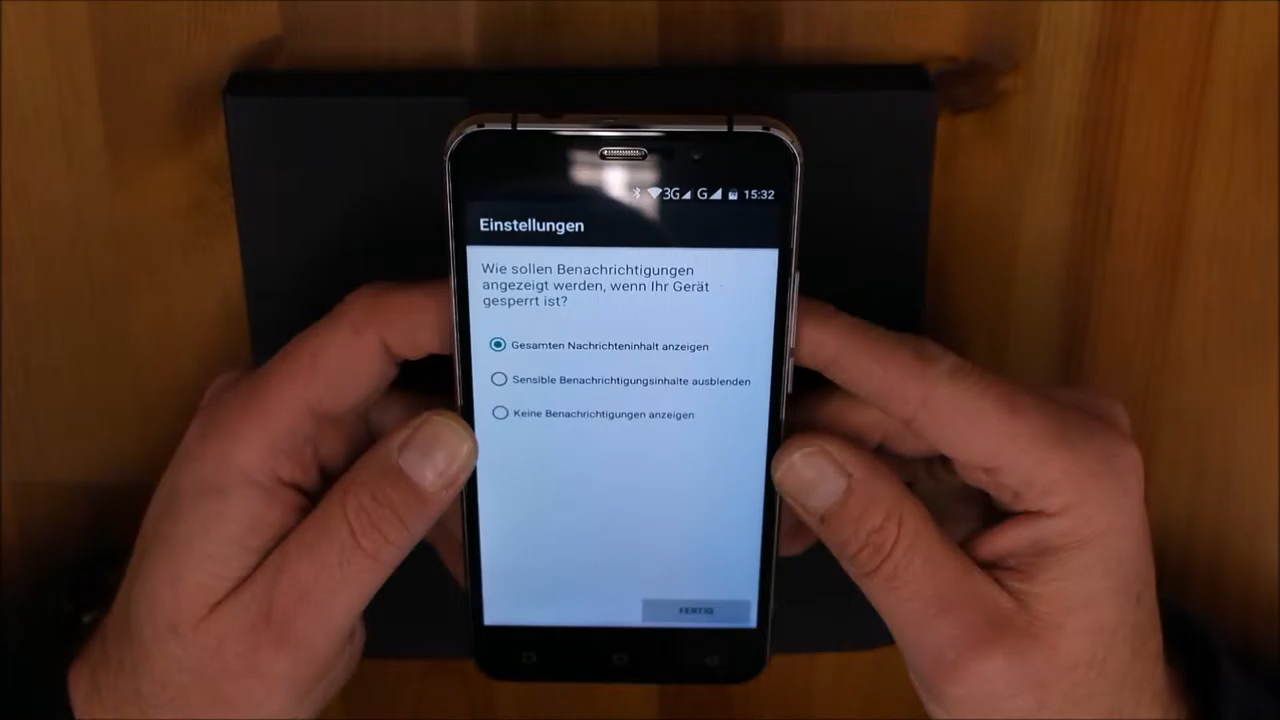 3G G 15:32
Einstellungen
Wie sollen Benachrichtigungen
angezeigt werden, wenn Ihr Gerät
gesperrt ist?
Gesamten Nachrichteninhalt anzeigen
Sensible Benachrichtigungsinhalte ausblenden
Keine Benachrichtigungen anzeigen
FERTIG